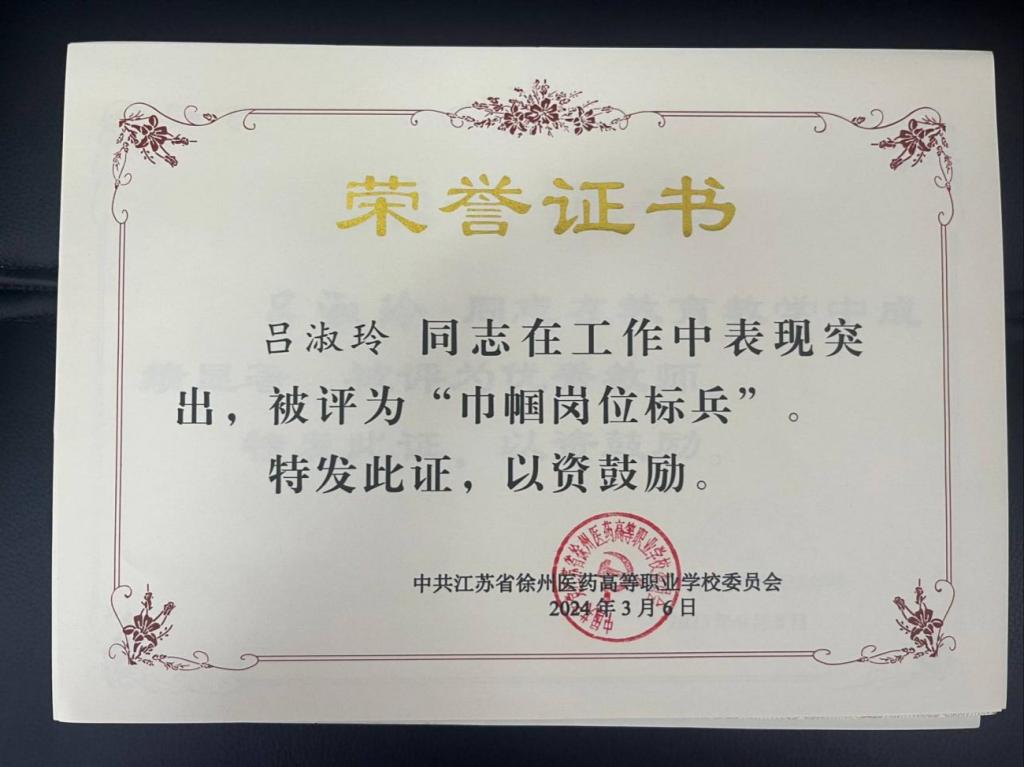 荣誉证书
吕淑玲 同志在工作中表现突
出，被评为“巾帼岗位标兵”。
特发此证，以资鼓励。
中共江苏省徐州医药高等职业学校委员会
2024年3月6日